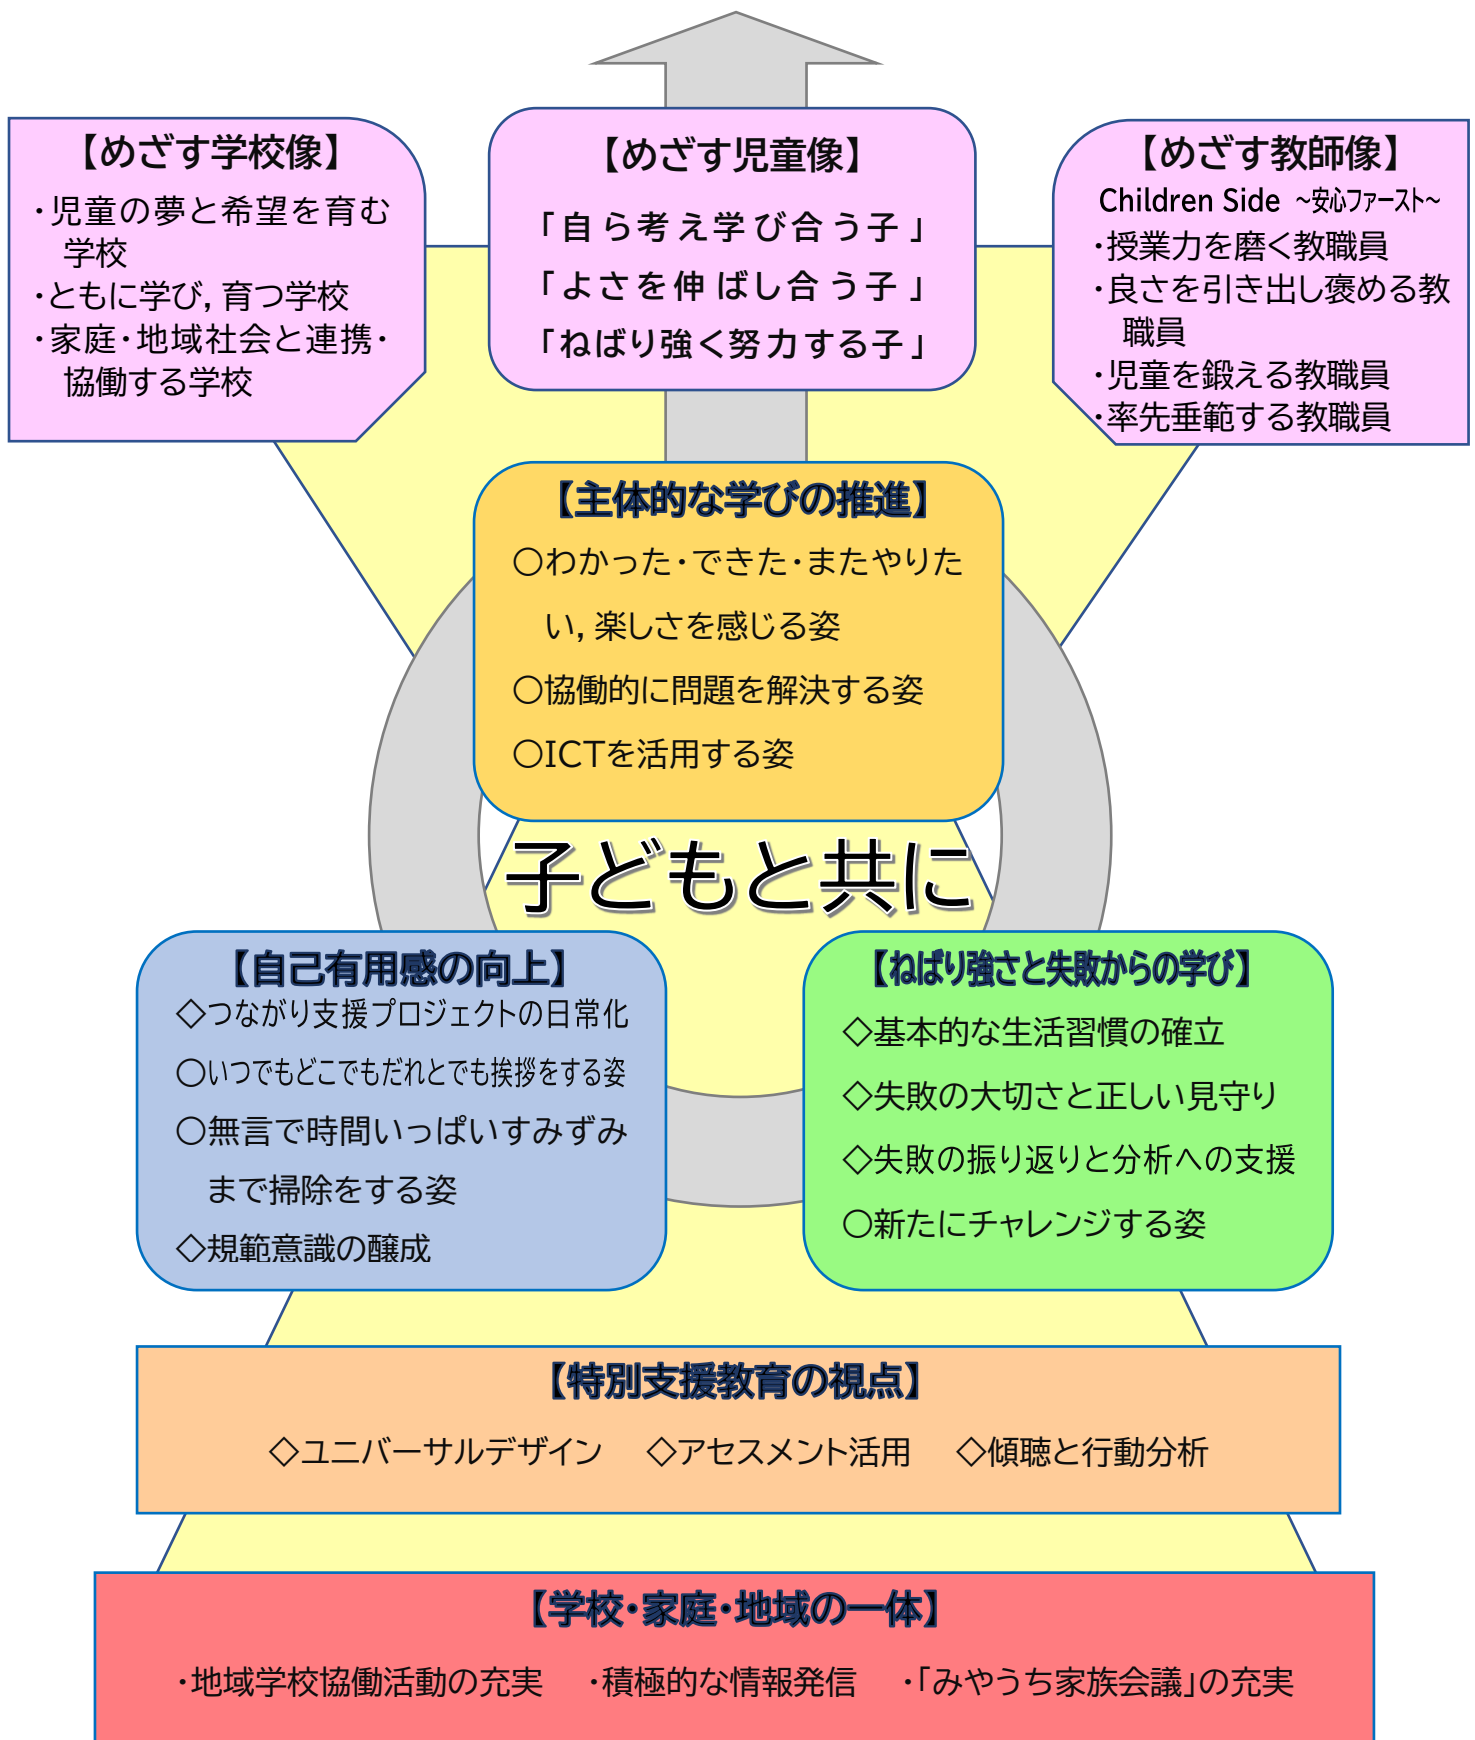 【めざす学校像】
・児童の夢と希望を育む
学校
・ともに学び，育つ学校
・家庭・地域社会と連携・
協働する学校
【めざす児童像】
「自ら考え学び合う子」
「よさを伸ばし合う子」
「ねばり強く努力する子」
【めざす教師像】
Children Side ～安心ファースト～
・授業力を磨く教職員
・良さを引き出し褒める教
職員
・児童を鍛える教職員
・率先垂範する教職員
【主体的な学びの推進】
○わかった・できた・またやりた
い，楽しさを感じる姿
○協働的に問題を解決する姿
○ICTを活用する姿
子どもと共に
【自己有用感の向上】
◇つながり支援プロジェクトの日常化
○いつでもどこでもだれとでも挨拶をする姿
○無言で時間いっぱいすみずみ
まで掃除をする姿
◇規範意識の醸成
【ねばり強さと失敗からの学び】
◇基本的な生活習慣の確立
◇失敗の大切さと正しい見守り
◇失敗の振り返りと分析への支援
○新たにチャレンジする姿
【特別支援教育の視点】
◇ユニバーサルデザイン　◇アセスメント活用　◇傾聴と行動分析
【学校・家庭・地域の一体】
・地域学校協働活動の充実　・積極的な情報発信　・「みやうち家族会議」の充実